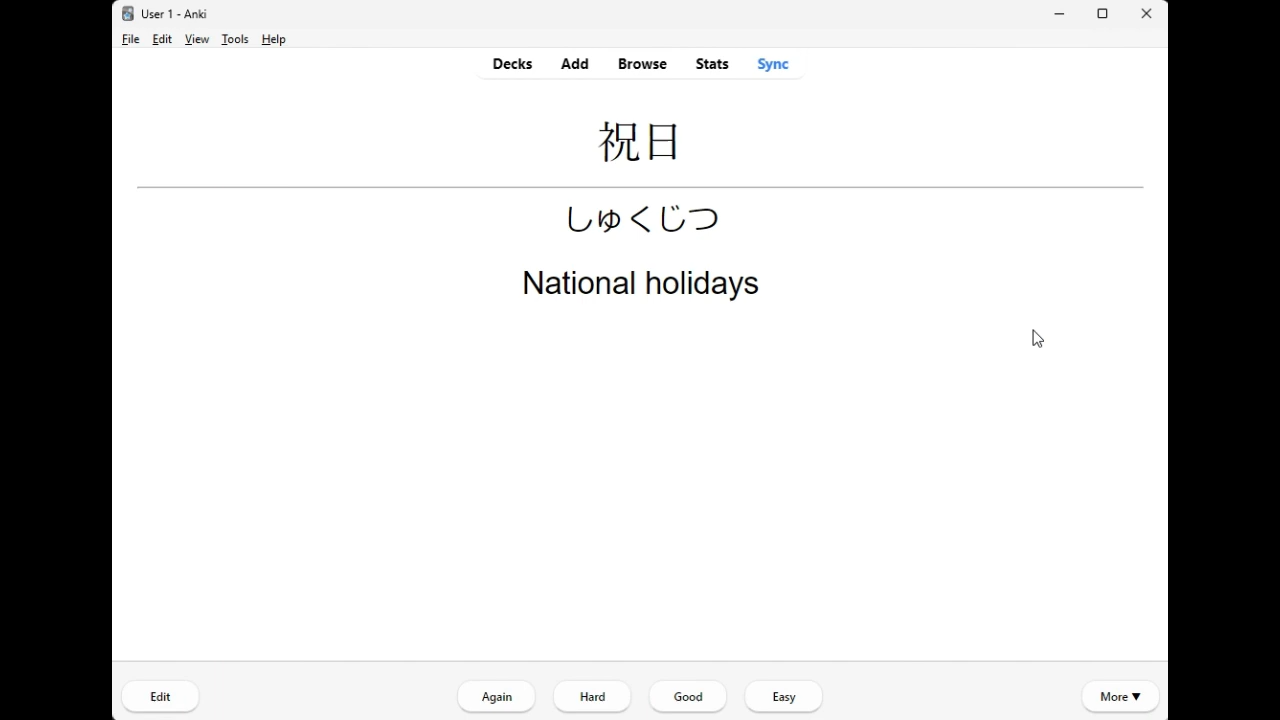 User 1 - Anki
File Edit View Tools Help
Decks Add Browse Stats Sync
祝日
しゅくじつ
National holidays
Edit Again Hard Good Easy More ▼